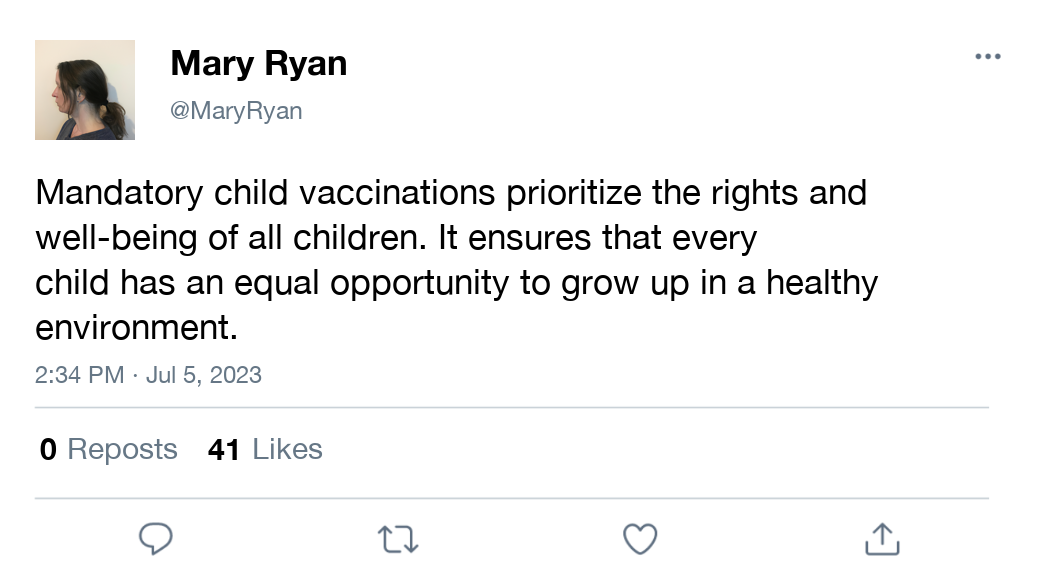 Mary Ryan
@MaryRyan
Mandatory child vaccinations prioritize the rights and
well-being of all children. It ensures that every
child has an equal opportunity to grow up in a healthy
environment.
2:34 PM · Jul 5, 2023
0 Reposts 41 Likes